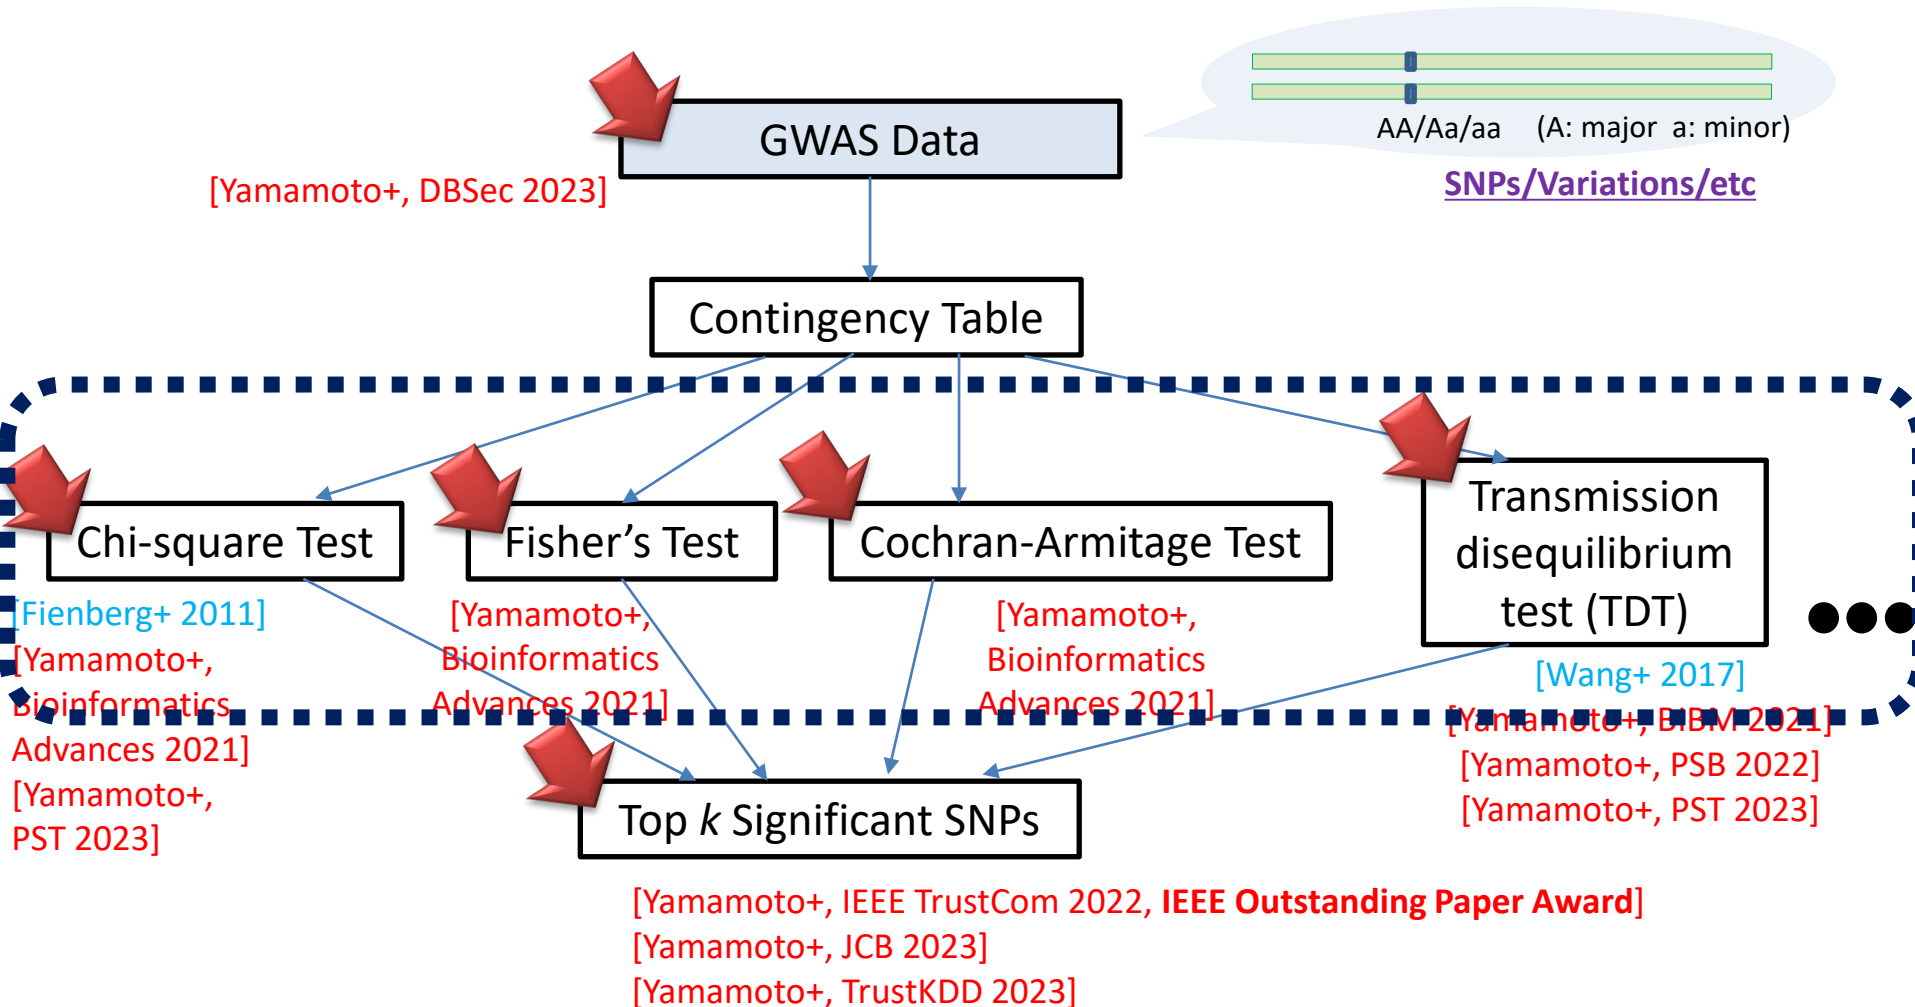 AA/Aa/aa (A: major a: minor)
SNPs/Variations/etc
GWAS Data
[Yamamoto+, DBSec 2023]
Contingency Table
Chi-square Test
[Fienberg+ 2011]
[Yamamoto+,
Bioinformatics
Advances 2021]
[Yamamoto+,
PST 2023]
Fisher’s Test
[Yamamoto+,
Bioinformatics
Advances 2021]
Cochran-Armitage Test
[Yamamoto+,
Bioinformatics
Advances 2021]
Transmission
disequilibrium
test (TDT)
[Wang+ 2017]
[Yamamoto+, BIBM 2021]
[Yamamoto+, PSB 2022]
[Yamamoto+, PST 2023]
Top k Significant SNPs
[Yamamoto+, IEEE TrustCom 2022, IEEE Outstanding Paper Award]
[Yamamoto+, JCB 2023]
[Yamamoto+, TrustKDD 2023]